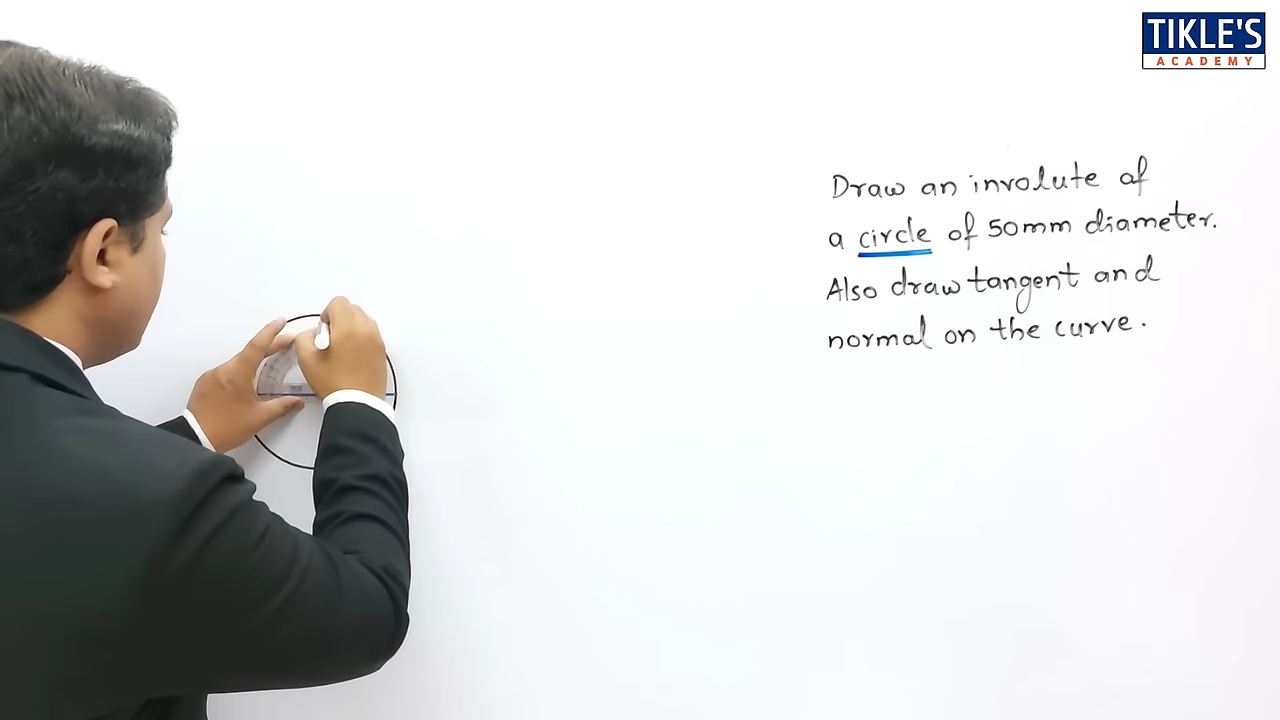 TIKLE'S
ACADEMY
Draw an involute of
a circle of 50mm diameter.
Also draw tangent and
normal on the curve.